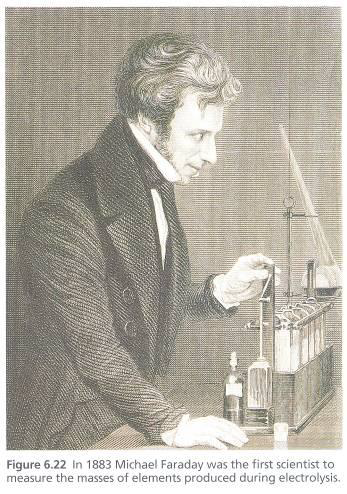 Figure 6.22 In 1883 Michael Faraday was the first scientist to
measure the masses of elements produced during electrolysis.